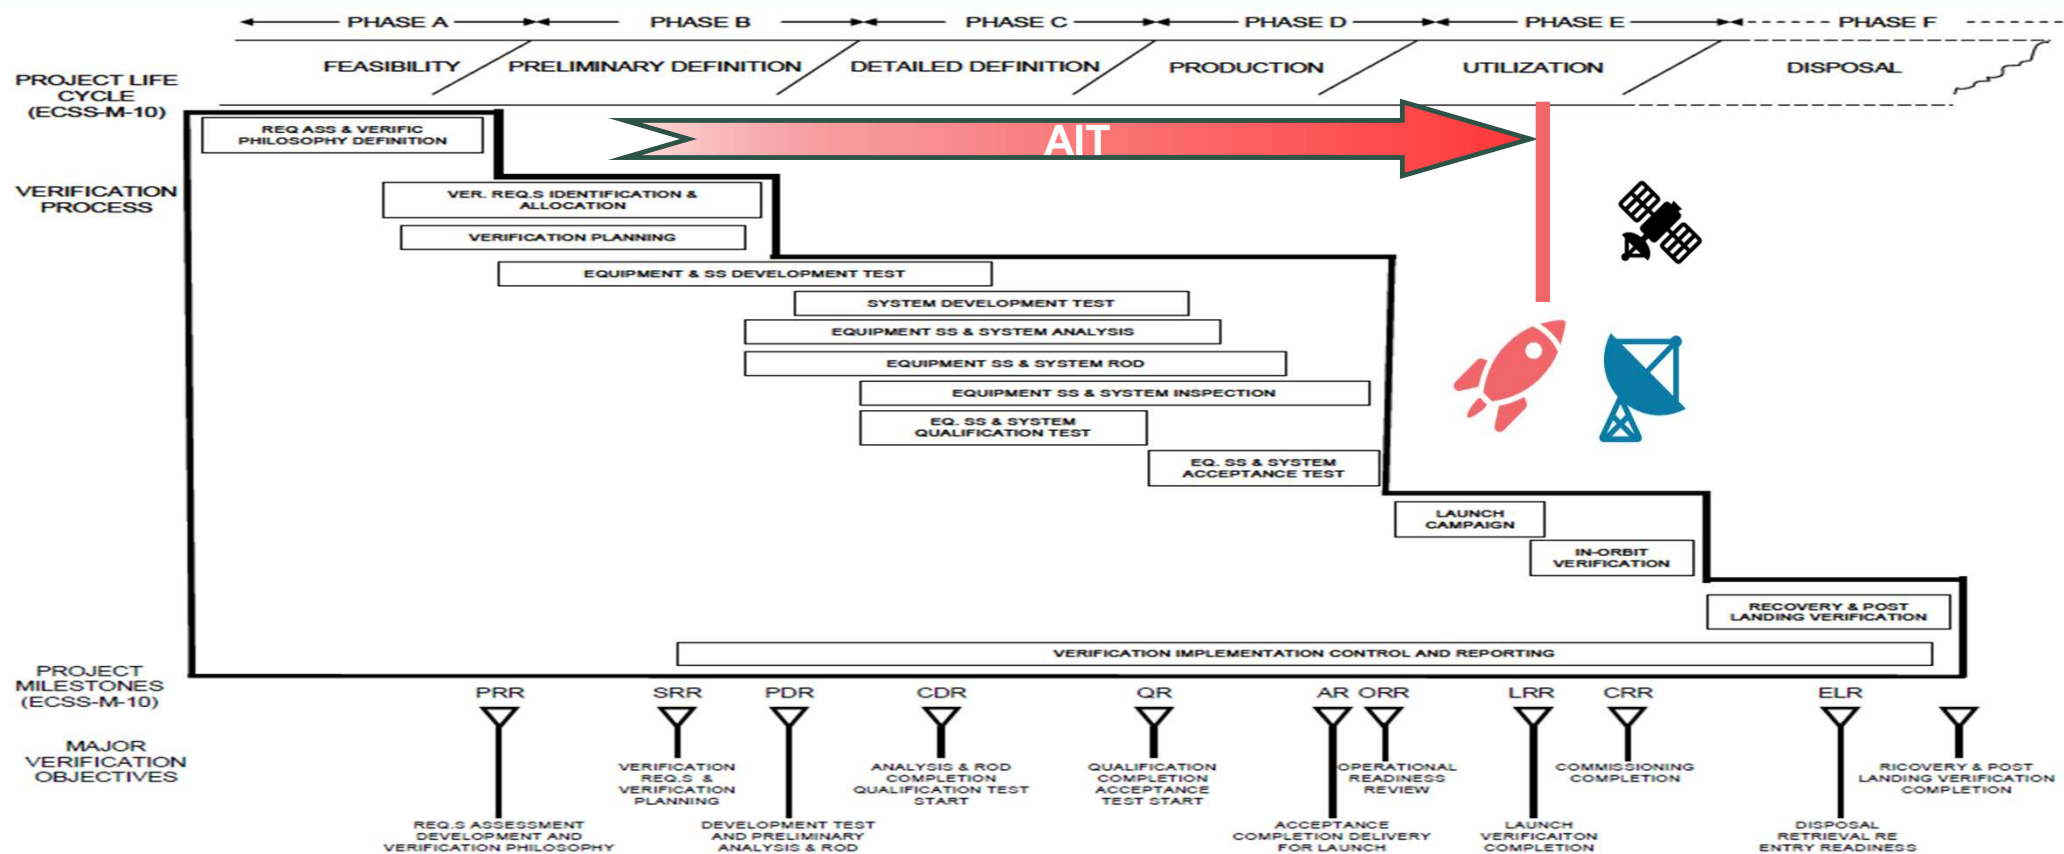 PHASE A
PHASE B
PHASE C
PHASE D
PHASE E
PHASE F
FEASIBILITY
PRELIMINARY DEFINITION
DETAILED DEFINITION
PRODUCTION
UTILIZATION
DISPOSAL
PROJECT LIFE
CYCLE
(ECSS-M-10)
AIT
REQ ASS & VERIFIC
PHILOSOPHY DEFINITION
VERIFICATION
PROCESS
VER. REQ.S IDENTIFICATION &
ALLOCATION
VERIFICATION PLANNING
EQUIPMENT & SS DEVELOPMENT TEST
SYSTEM DEVELOPMENT TEST
EQUIPMENT SS & SYSTEM ANALYSIS
EQUIPMENT SS & SYSTEM ROD
EQUIPMENT SS & SYSTEM INSPECTION
EQ. SS & SYSTEM
QUALIFICATION TEST
EQ. SS & SYSTEM
ACCEPTANCE TEST
LAUNCH
CAMPAIGN
IN-ORBIT
VERIFICATION
RECOVERY & POST
LANDING VERIFICATION
VERIFICATION IMPLEMENTATION CONTROL AND REPORTING
PROJECT
MILESTONES
(ECSS-M-10)
PRR
SRR
PDR
CDR
QR
AR
ORR
LRR
CRR
ELR
MAJOR
VERIFICATION
OBJECTIVES
REQ.S ASSESSMENT
DEVELOPMENT AND
VERIFICATION PHILOSOPHY
VERIFICATION
REQ.S &
VERIFICATION
PLANNING
DEVELOPMENT TEST
AND PRELIMINARY
ANALYSIS & ROD
ANALYSIS & ROD
COMPLETION
QUALIFICATION TEST
START
QUALIFICATION
COMPLETION
ACCEPTANCE
TEST START
ACCEPTANCE
COMPLETION DELIVERY
FOR LAUNCH
OPERATIONAL
READINESS
REVIEW
LAUNCH
VERIFICAITON
COMPLETION
COMMISSIONING
COMPLETION
DISPOSAL
RETRIEVAL RE
ENTRY READINESS
RICOVERY & POST
LANDING VERIFICATION
COMPLETION